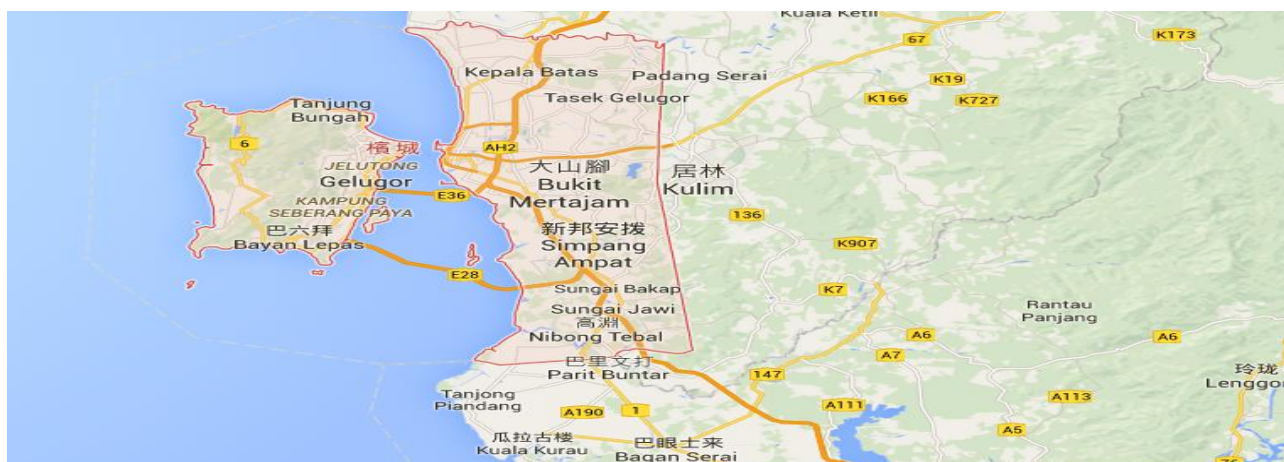 Kuala Ketil
K173
67
Kepala Batas
Padang Serai
K19
Tasek Gelugor
K166
K727
Tanjung
Bungah
6
檳城
AH2
JELUTONG
大山腳
居林
Gelugor
Bukit
Kulim
E36
Mertajam
KAMPUNG
SEBERANG PAYA
136
巴六拜
新邦安拨
Bayan Lepas
Simpang
K907
Ampat
E28
Sungai Bakap
K7
Sungai Jawi
Rantau
Panjang
高淵
Nibong Tebal
A6
A6
巴里文打
A7
Parit Buntar
147
玲珑
Lenggon
Tanjong
Piandang
A190
1
A111
A113
瓜拉古楼
巴眼士来
A5
Kuala Kurau
Bagan Serai
76